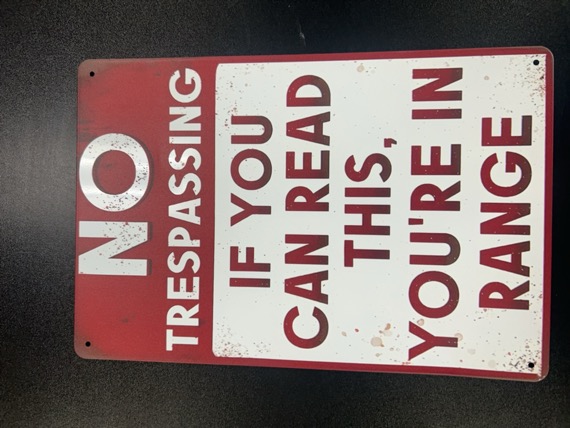 NO
TRESPASSING
IF YOU
CAN READ
THIS,
YOU'RE IN
RANGE